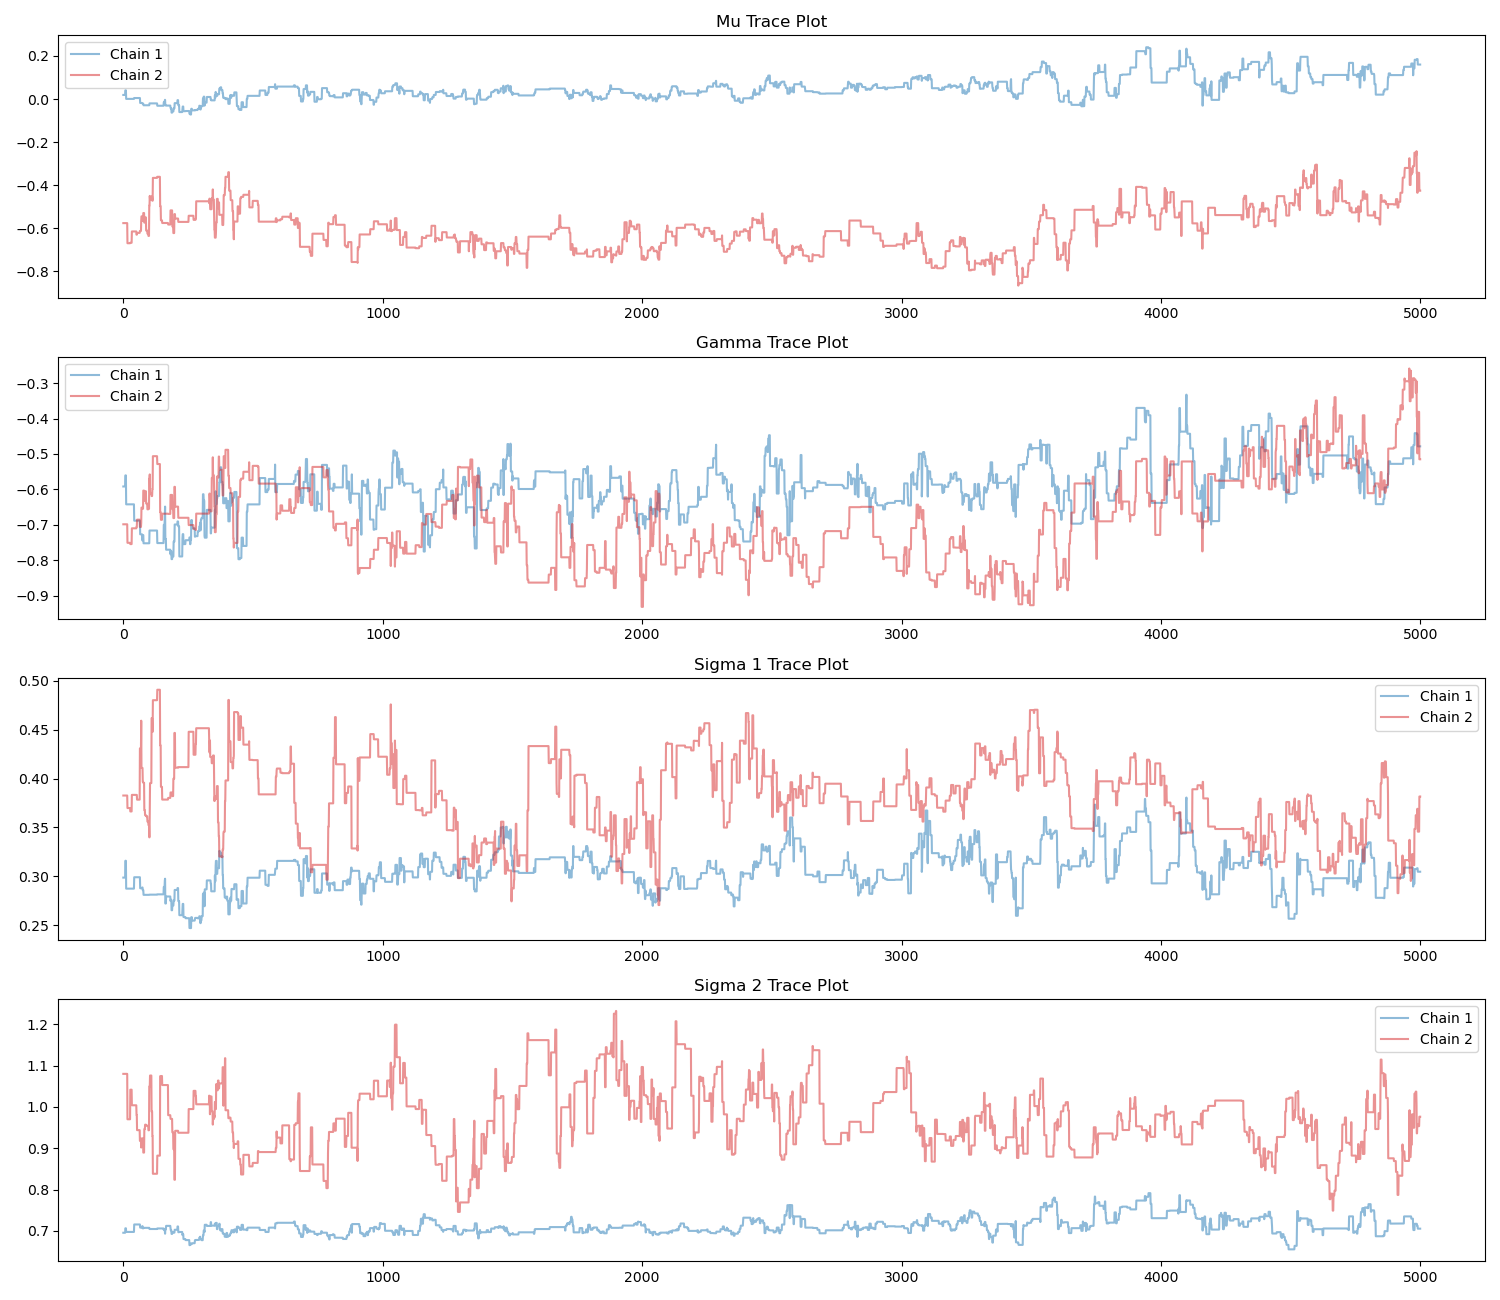 Mu Trace Plot
Chain 1
Chain 2
0.2
0.0
−0.2
−0.4
−0.6
−0.8
0 1000 2000 3000 4000 5000
Gamma Trace Plot
Chain 1
Chain 2
−0.3
−0.4
−0.5
−0.6
−0.7
−0.8
−0.9
0 1000 2000 3000 4000 5000
Sigma 1 Trace Plot
Chain 1
Chain 2
0.50
0.45
0.40
0.35
0.30
0.25
0 1000 2000 3000 4000 5000
Sigma 2 Trace Plot
Chain 1
Chain 2
1.2
1.1
1.0
0.9
0.8
0.7
0 1000 2000 3000 4000 5000